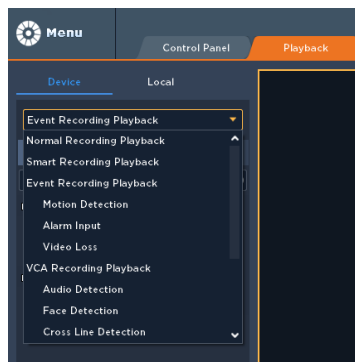 Menu
Control Panel
Playback
Device
Local
Event Recording Playback
Normal Recording Playback
Smart Recording Playback
Event Recording Playback
Motion Detection
Alarm Input
Video Loss
VCA Recording Playback
Audio Detection
Face Detection
Cross Line Detection